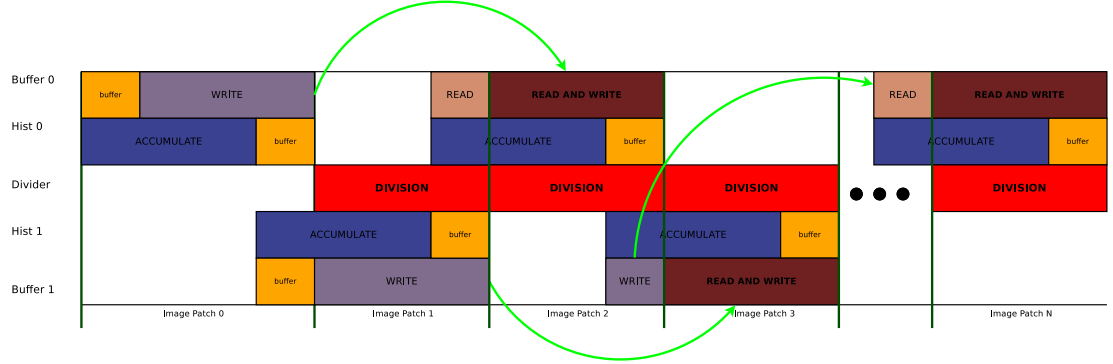 Buffer 0
buffer
WRITE
READ
READ AND WRITE
READ
READ AND WRITE
Hist 0
ACCUMULATE
buffer
ACCUMULATE
buffer
ACCUMULATE
buffer
Divider
DIVISION
DIVISION
DIVISION
DIVISION
Hist 1
ACCUMULATE
buffer
ACCUMULATE
buffer
Buffer 1
buffer
WRITE
WRITE
READ AND WRITE
Image Patch 0
Image Patch 1
Image Patch 2
Image Patch 3
Image Patch N